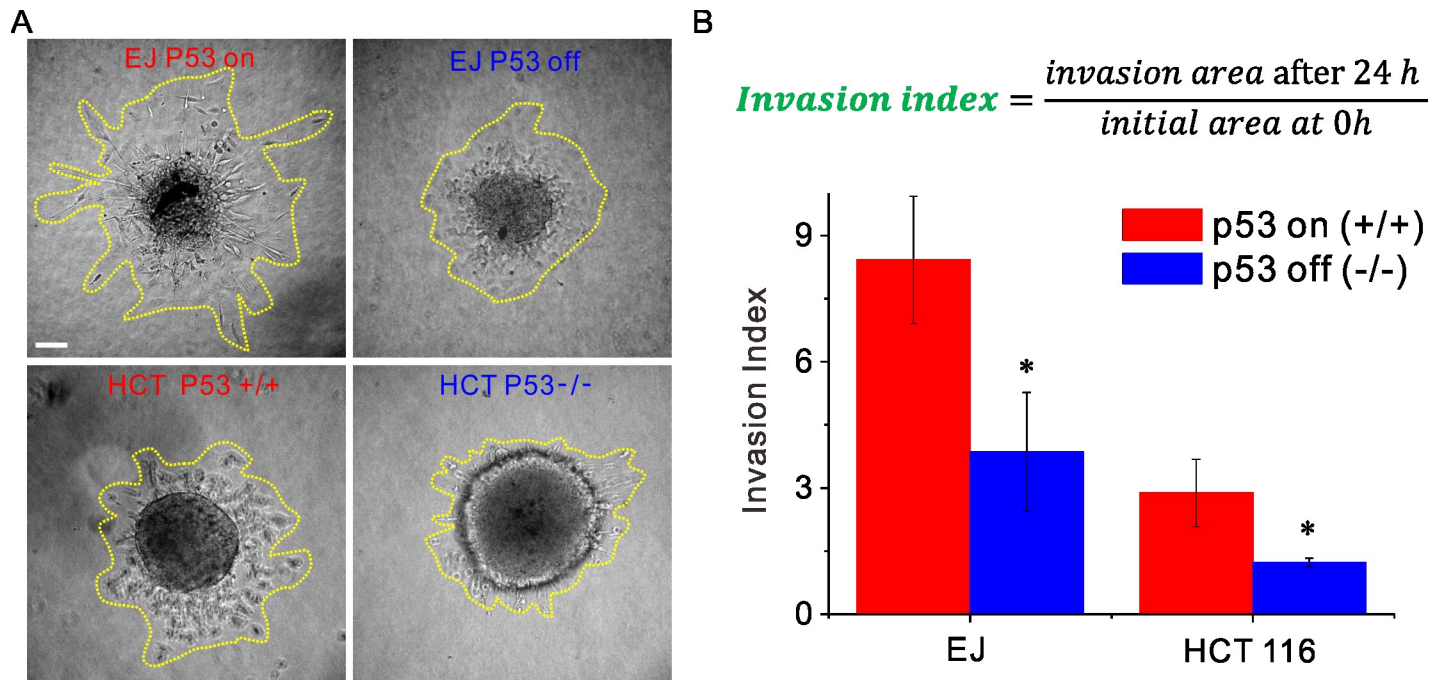 A
EJ P53 on
EJ P53 off
HCT P53 +/+
HCT P53-/-
B
Invasion index = invasion area after 24 h
initial area at 0h
Invasion Index
9
6
3
0
p53 on (+/+)
p53 off (-/-)
*
*
EJ
HCT 116